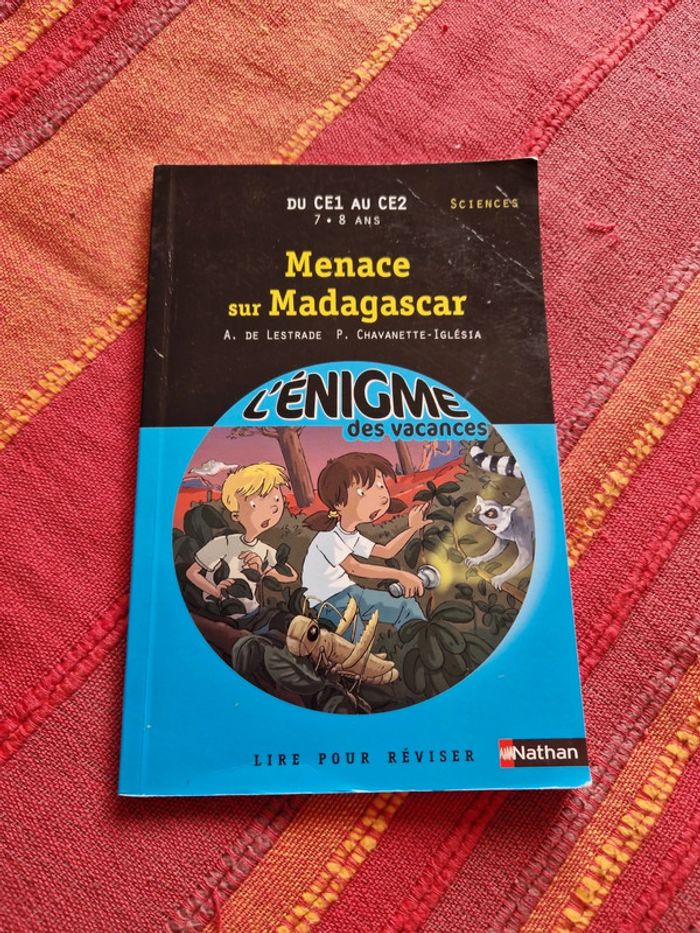 DU CE1 AU CE2
SCIENCES
7 • 8 ANS
Menace
sur Madagascar
A. DE LESTRADE P. CHAVANETTE-IGLÉSIA
L'ÉNIGME
des vacances
LIRE POUR RÉVISER
Nathan